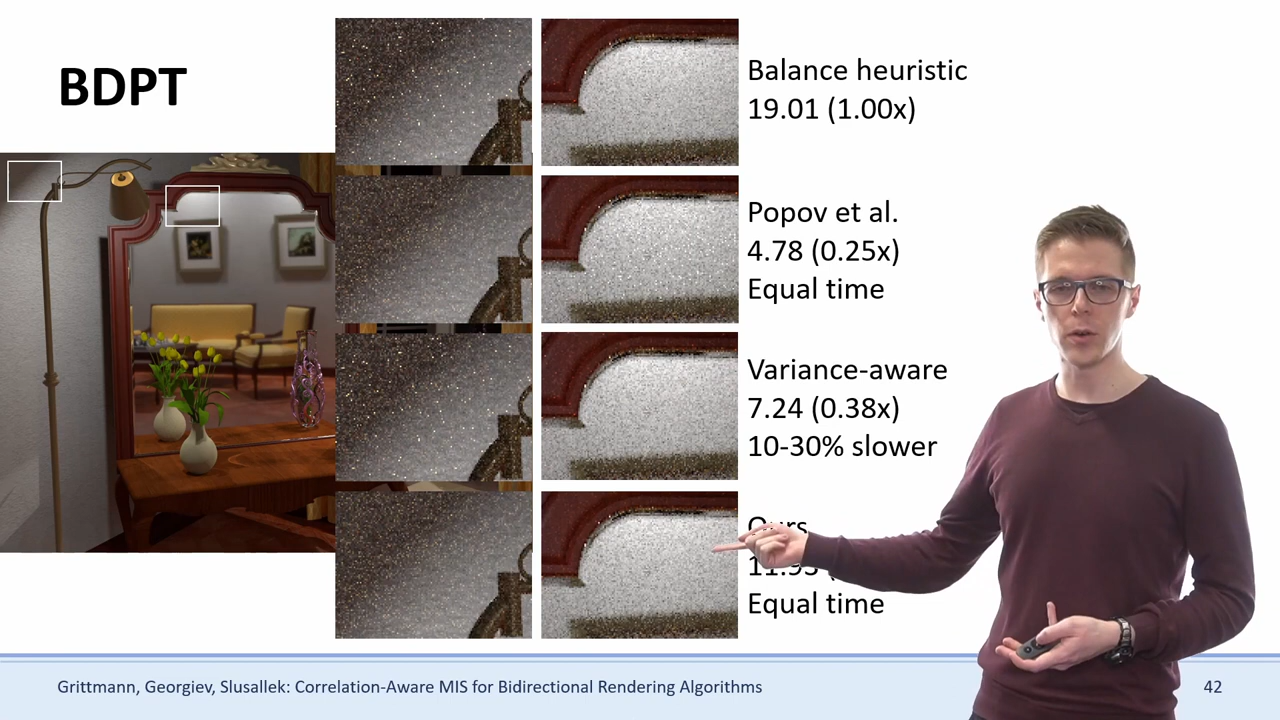 BDPT
Balance heuristic
19.01 (1.00x)
Popov et al.
4.78 (0.25x)
Equal time
Variance-aware
7.24 (0.38x)
10-30% slower
Ours
Equal time
Grittmann, Georgiev, Slusallek: Correlation-Aware MIS for Bidirectional Rendering Algorithms
42